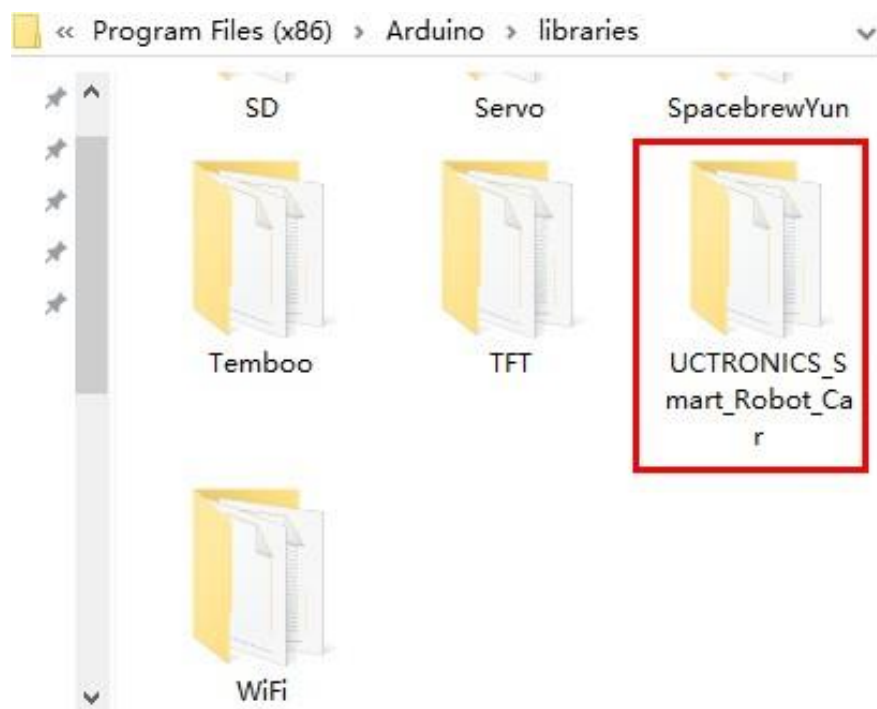 « Program Files (x86) › Arduino › libraries
SD
Servo
SpacebrewYun
Temboo
TFT
UCTRONICS_S
mart_Robot_Ca
r
WiFi